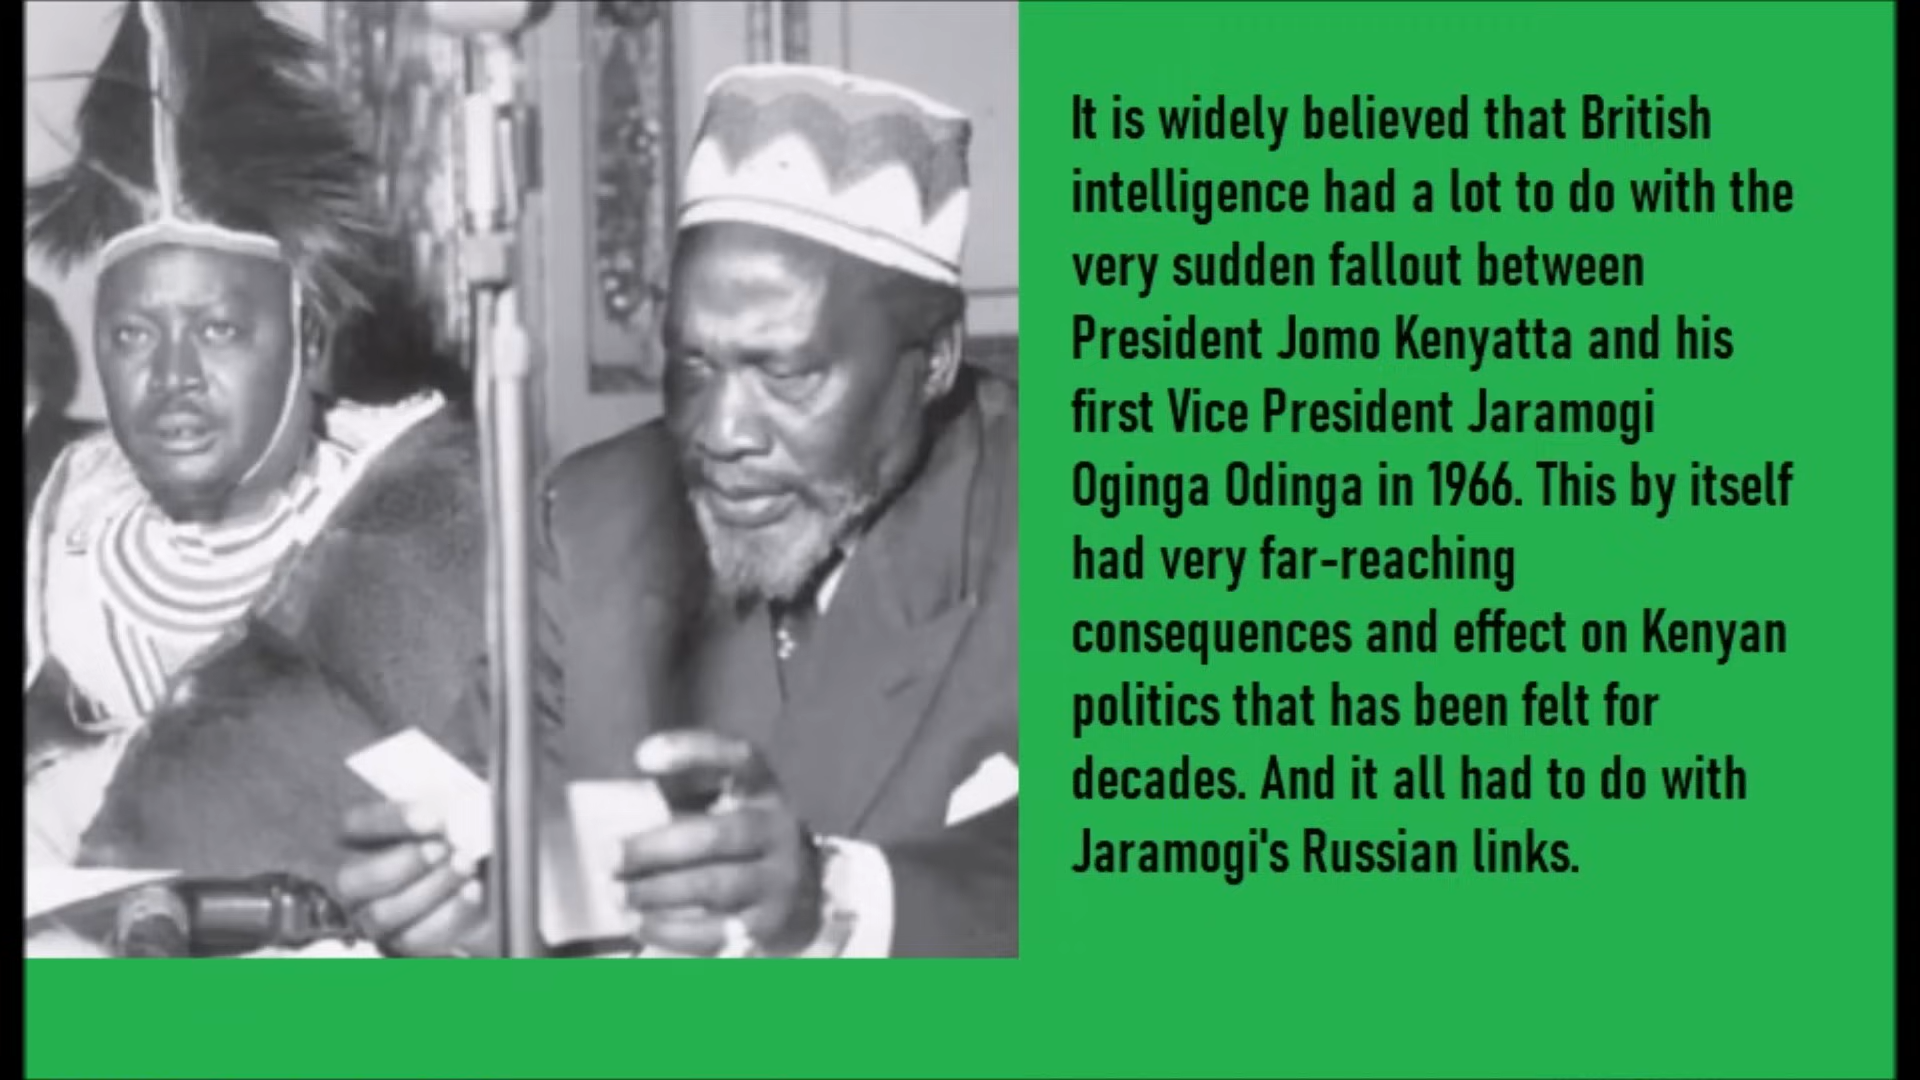 It is widely believed that British
intelligence had a lot to do with the
very sudden fallout between
President Jomo Kenyatta and his
first Vice President Jaramogi
Oginga Odinga in 1966. This by itself
had very far-reaching
consequences and effect on Kenyan
politics that has been felt for
decades. And it all had to do with
Jaramogi's Russian links.